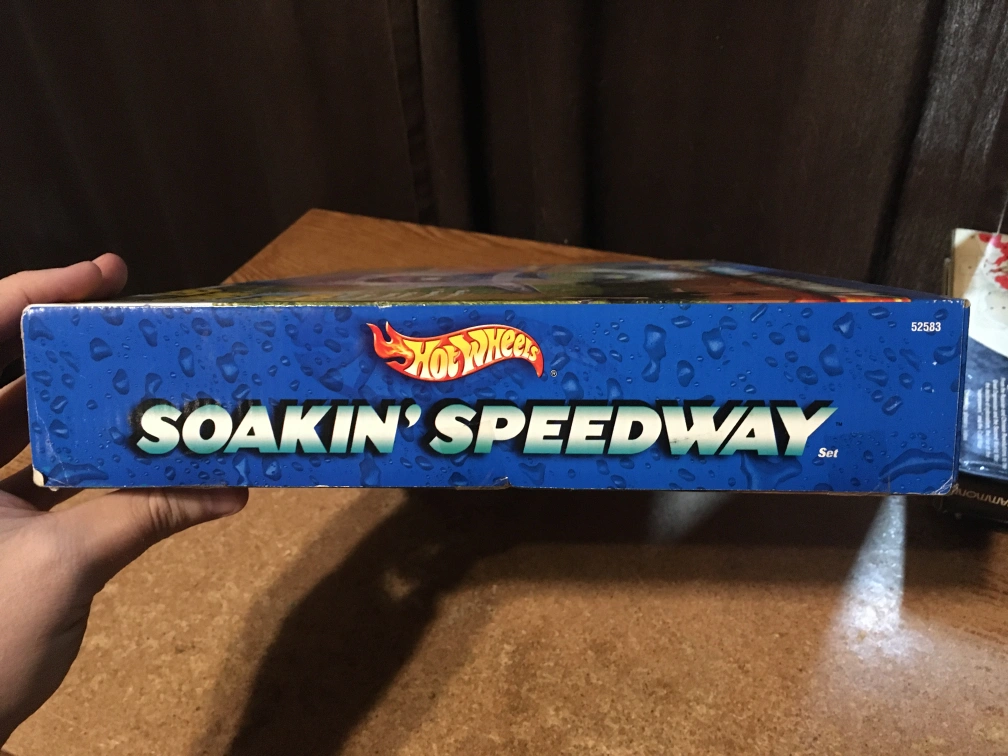 52583
HOT WHEELS ®
SOAKIN' SPEEDWAY
Set